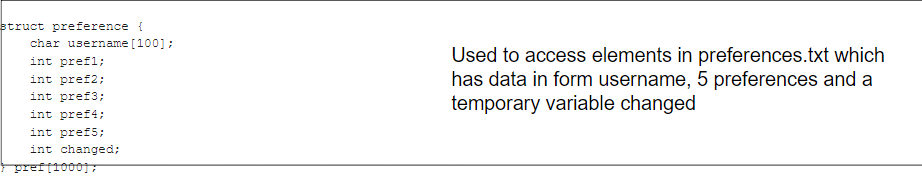 struct preference {
char username[100];
int pref1;
int pref2;
int pref3;
int pref4;
int pref5;
int changed;
} pref[1000];
Used to access elements in preferences.txt which
has data in form username, 5 preferences and a
temporary variable changed